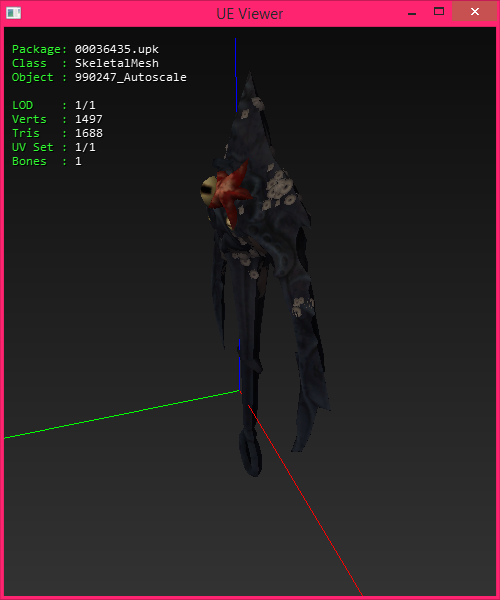 UE Viewer
Package: 00036435.upk
Class  : SkeletalMesh
Object : 990247_Autoscale
LOD    : 1/1
Verts  : 1497
Tris   : 1688
UV Set : 1/1
Bones  : 1